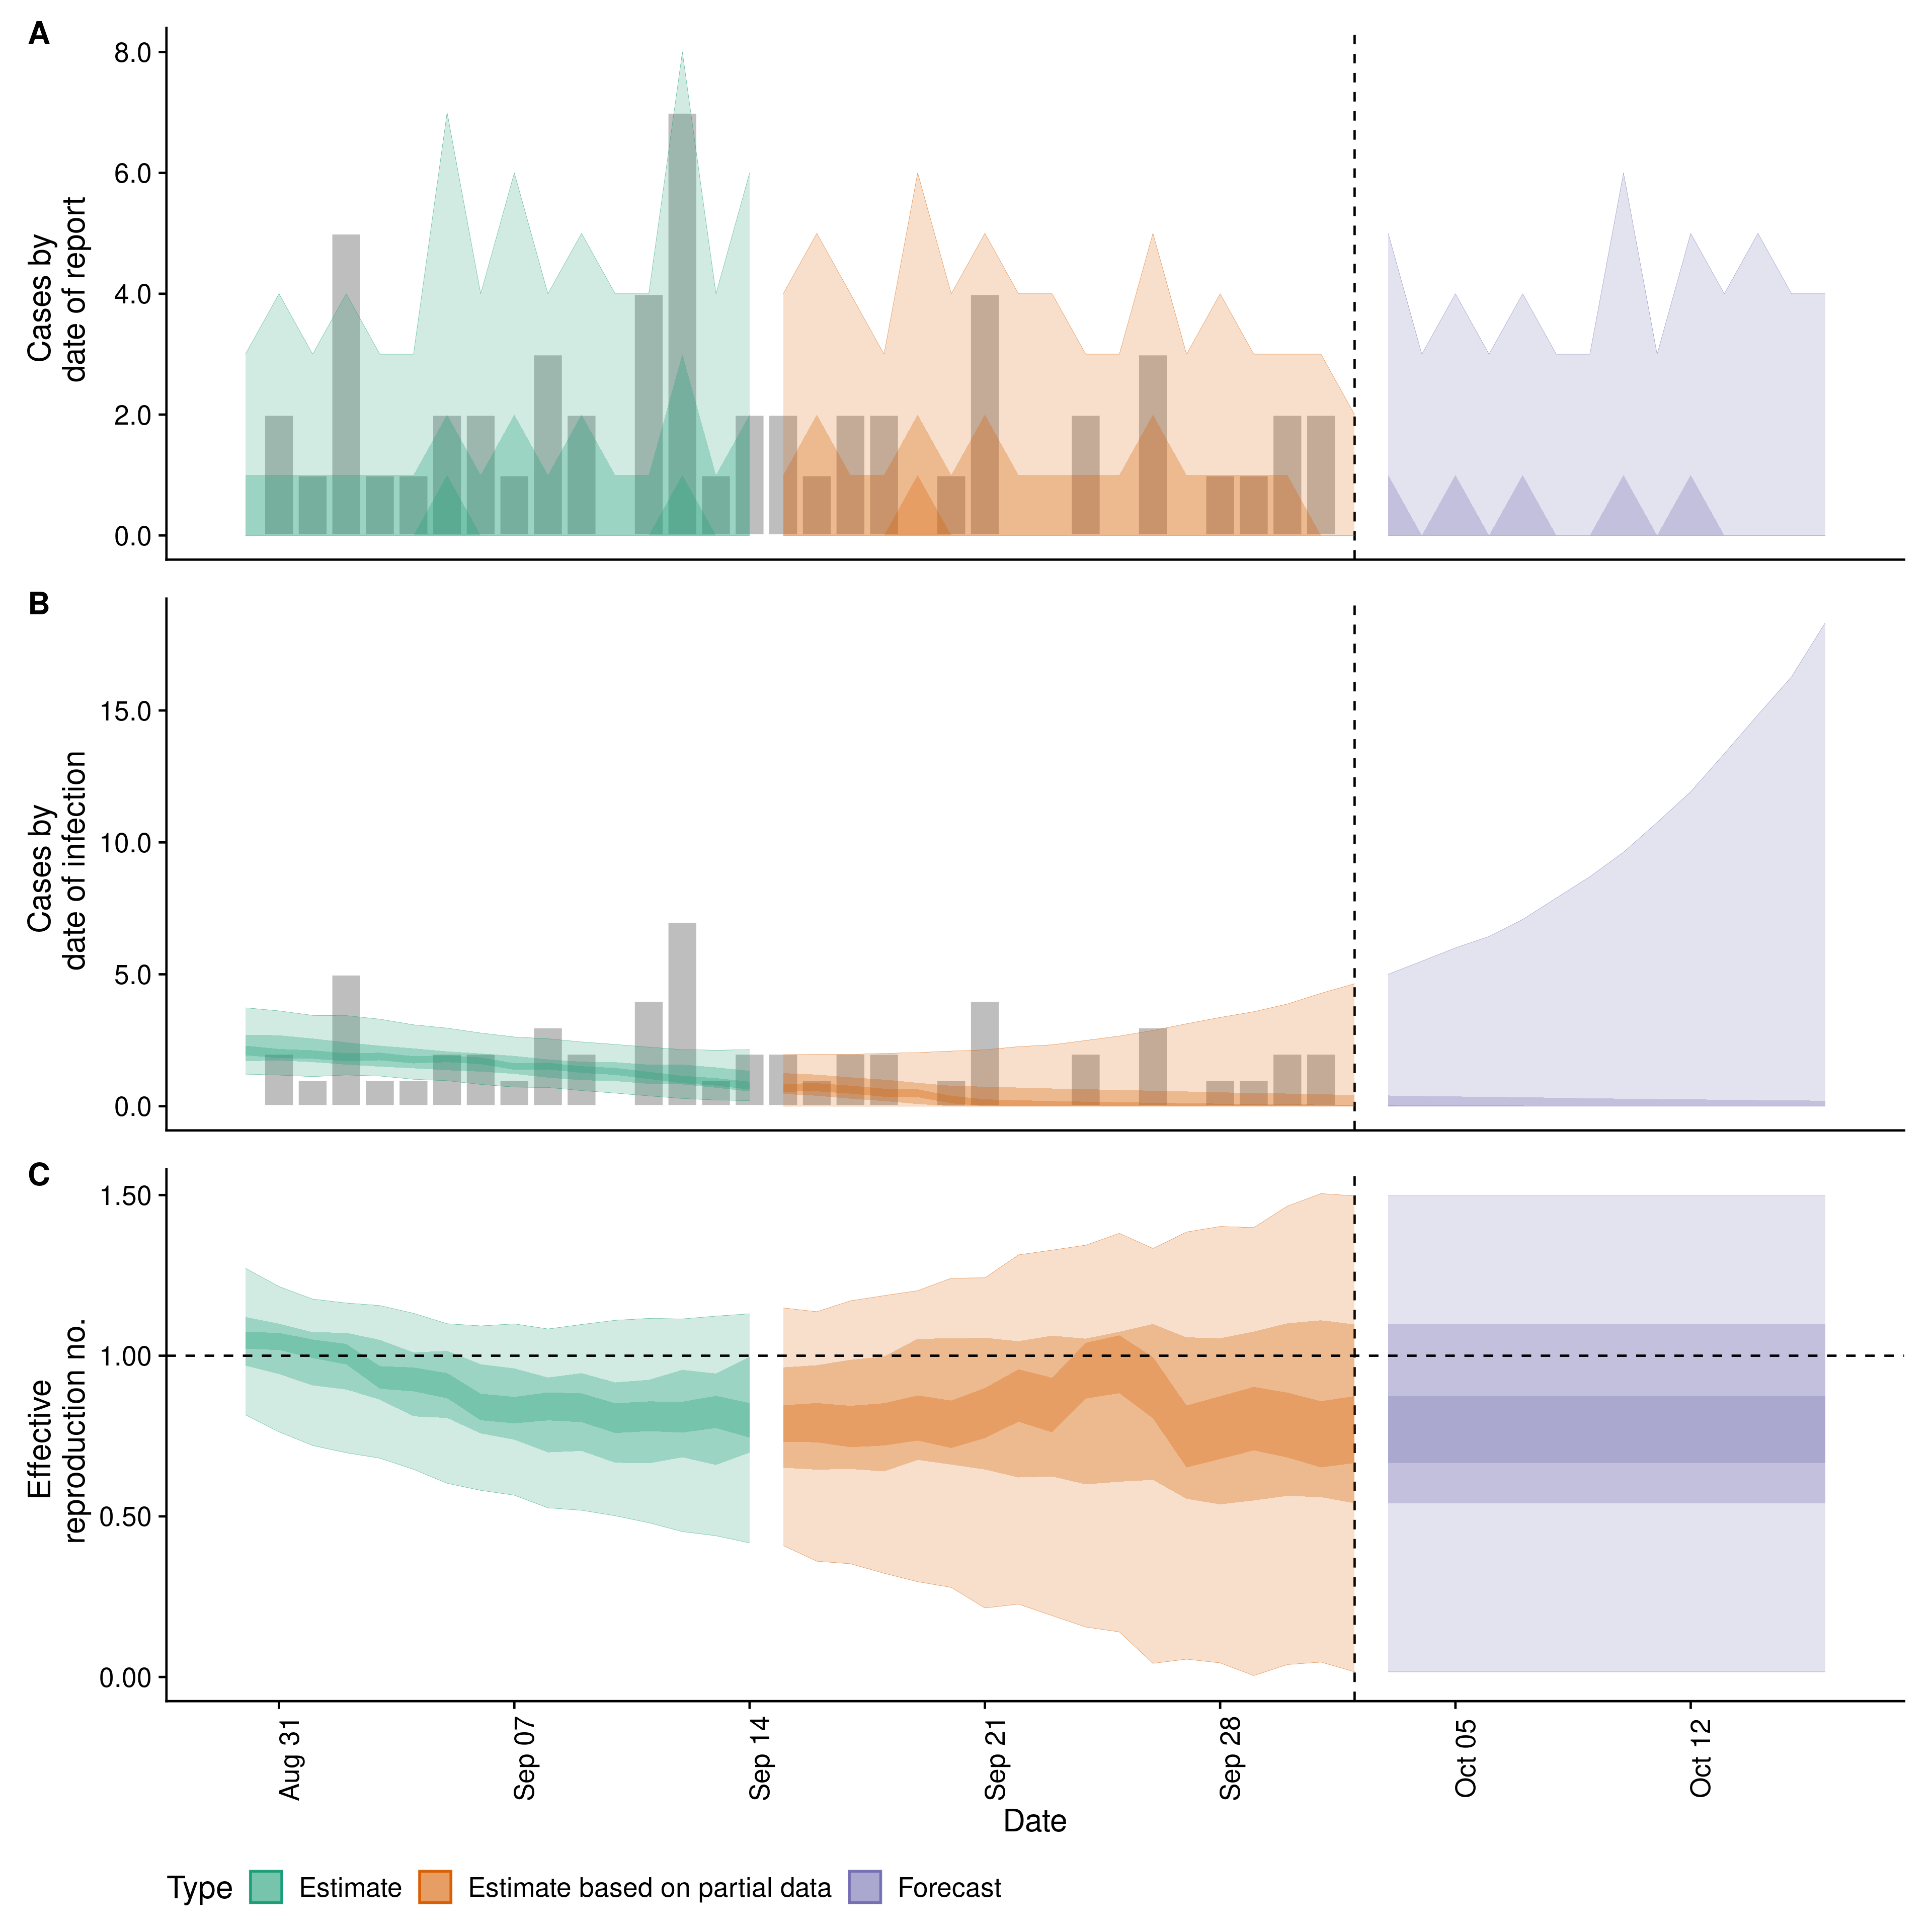 A
8.0
6.0
4.0
2.0
0.0
Cases by
date of report
B
15.0
10.0
5.0
0.0
Cases by
date of infection
C
1.50
1.00
0.50
0.00
Effective
reproduction no.
Aug 31
Sep 07
Sep 14
Sep 21
Sep 28
Oct 05
Oct 12
Date
Type Estimate Estimate based on partial data Forecast